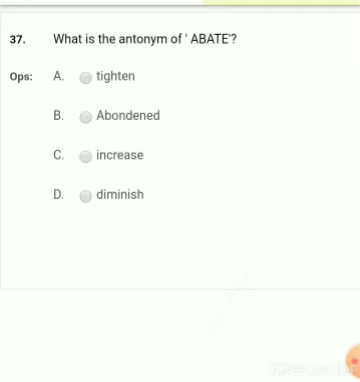 37. What is the antonym of ' ABATE'?
Ops: A. tighten
B. Abondened
C. increase
D. diminish